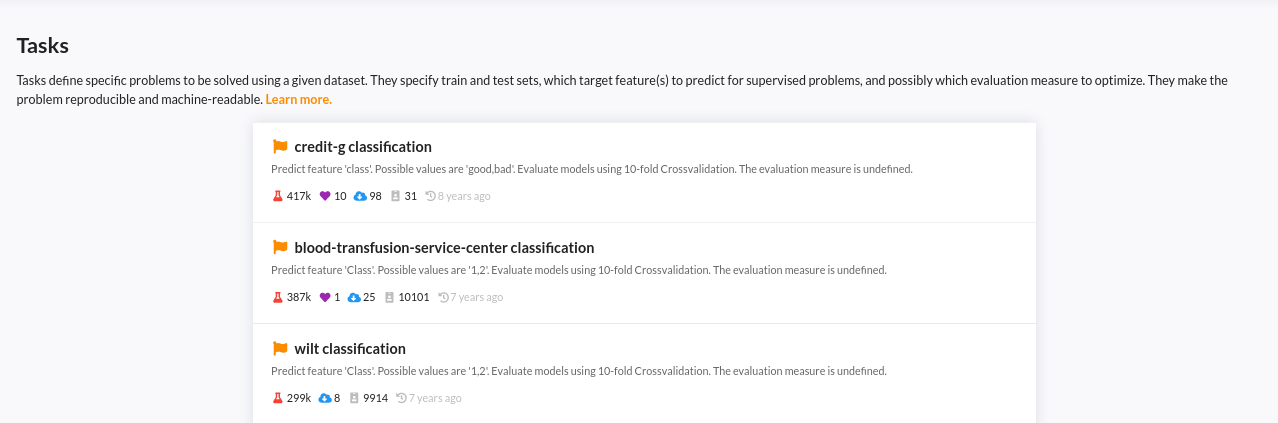 Tasks
Tasks define specific problems to be solved using a given dataset. They specify train and test sets, which target feature(s) to predict for supervised problems, and possibly which evaluation measure to optimize. They make the
problem reproducible and machine-readable. Learn more.
credit-g classification
Predict feature 'class'. Possible values are 'good,bad'. Evaluate models using 10-fold Crossvalidation. The evaluation measure is undefined.
417k 10 98 31 8 years ago
blood-transfusion-service-center classification
Predict feature 'Class'. Possible values are '1,2'. Evaluate models using 10-fold Crossvalidation. The evaluation measure is undefined.
387k 1 25 10101 7 years ago
wilt classification
Predict feature 'Class'. Possible values are '1,2'. Evaluate models using 10-fold Crossvalidation. The evaluation measure is undefined.
299k 8 9914 7 years ago